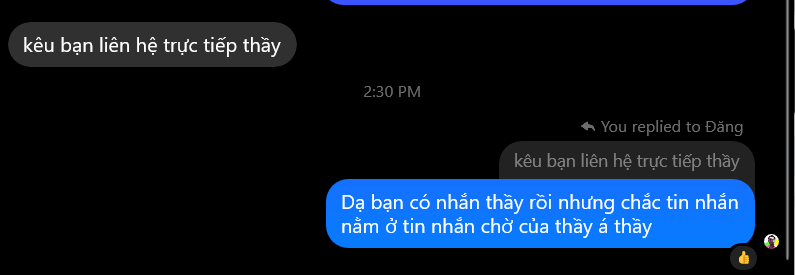 kêu bạn liên hệ trực tiếp thầy
2:30 PM
You replied to Đăng
kêu bạn liên hệ trực tiếp thầy
Dạ bạn có nhắn thầy rồi nhưng chắc tin nhắn
nằm ở tin nhắn chờ của thầy á thầy